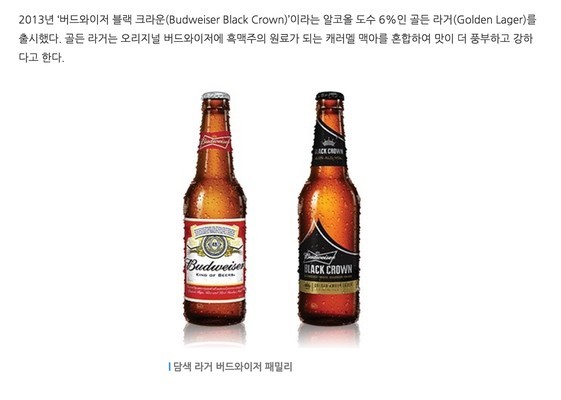 2013년 ‘버드와이저 블랙 크라운(Budweiser Black Crown)’이라는 알코올 도수 6%인 골든 라거(Golden Lager)를
출시했다. 골든 라거는 오리지널 버드와이저에 흑맥주의 원료가 되는 캐러멜 맥아를 혼합하여 맛이 더 풍부하고 강하
다고 한다.
Budweiser
BLACK CROWN
Budweiser
KING OF BEERS
Budweiser
BLACK CROWN
GOLDEN AMBER LAGER
담색 라거 버드와이저 패밀리